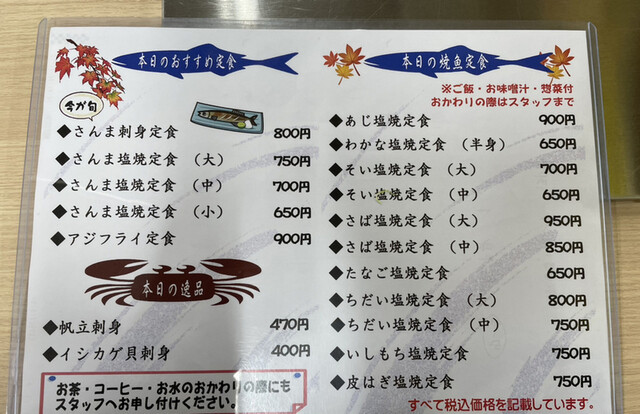 本日のおすすめ定食
今が旬
◆さんま刺身定食 800円
◆さんま塩焼定食 (大) 750円
◆さんま塩焼定食 (中) 700円
◆さんま塩焼定食 (小) 650円
◆アジフライ定食 900円
本日の逸品
◆帆立刺身 470円
◆イシカゲ貝刺身 400円
お茶・コーヒー・お水のおかわりの際にも
スタッフへお申し付けください。
本日の焼魚定食
※ご飯・お味噌汁・惣菜付
おかわりの際はスタッフまで
◆あじ塩焼定食 900円
◆わかな塩焼定食 (半身) 650円
◆そい塩焼定食 (大) 700円
◆そい塩焼定食 (中) 650円
◆さば塩焼定食 (大) 950円
◆さば塩焼定食 (中) 850円
◆たなご塩焼定食 650円
◆ちだい塩焼定食 (大) 800円
◆ちだい塩焼定食 (中) 750円
◆いしもち塩焼定食 750円
◆皮はぎ塩焼定食 750円
すべて税込価格を記載しています。